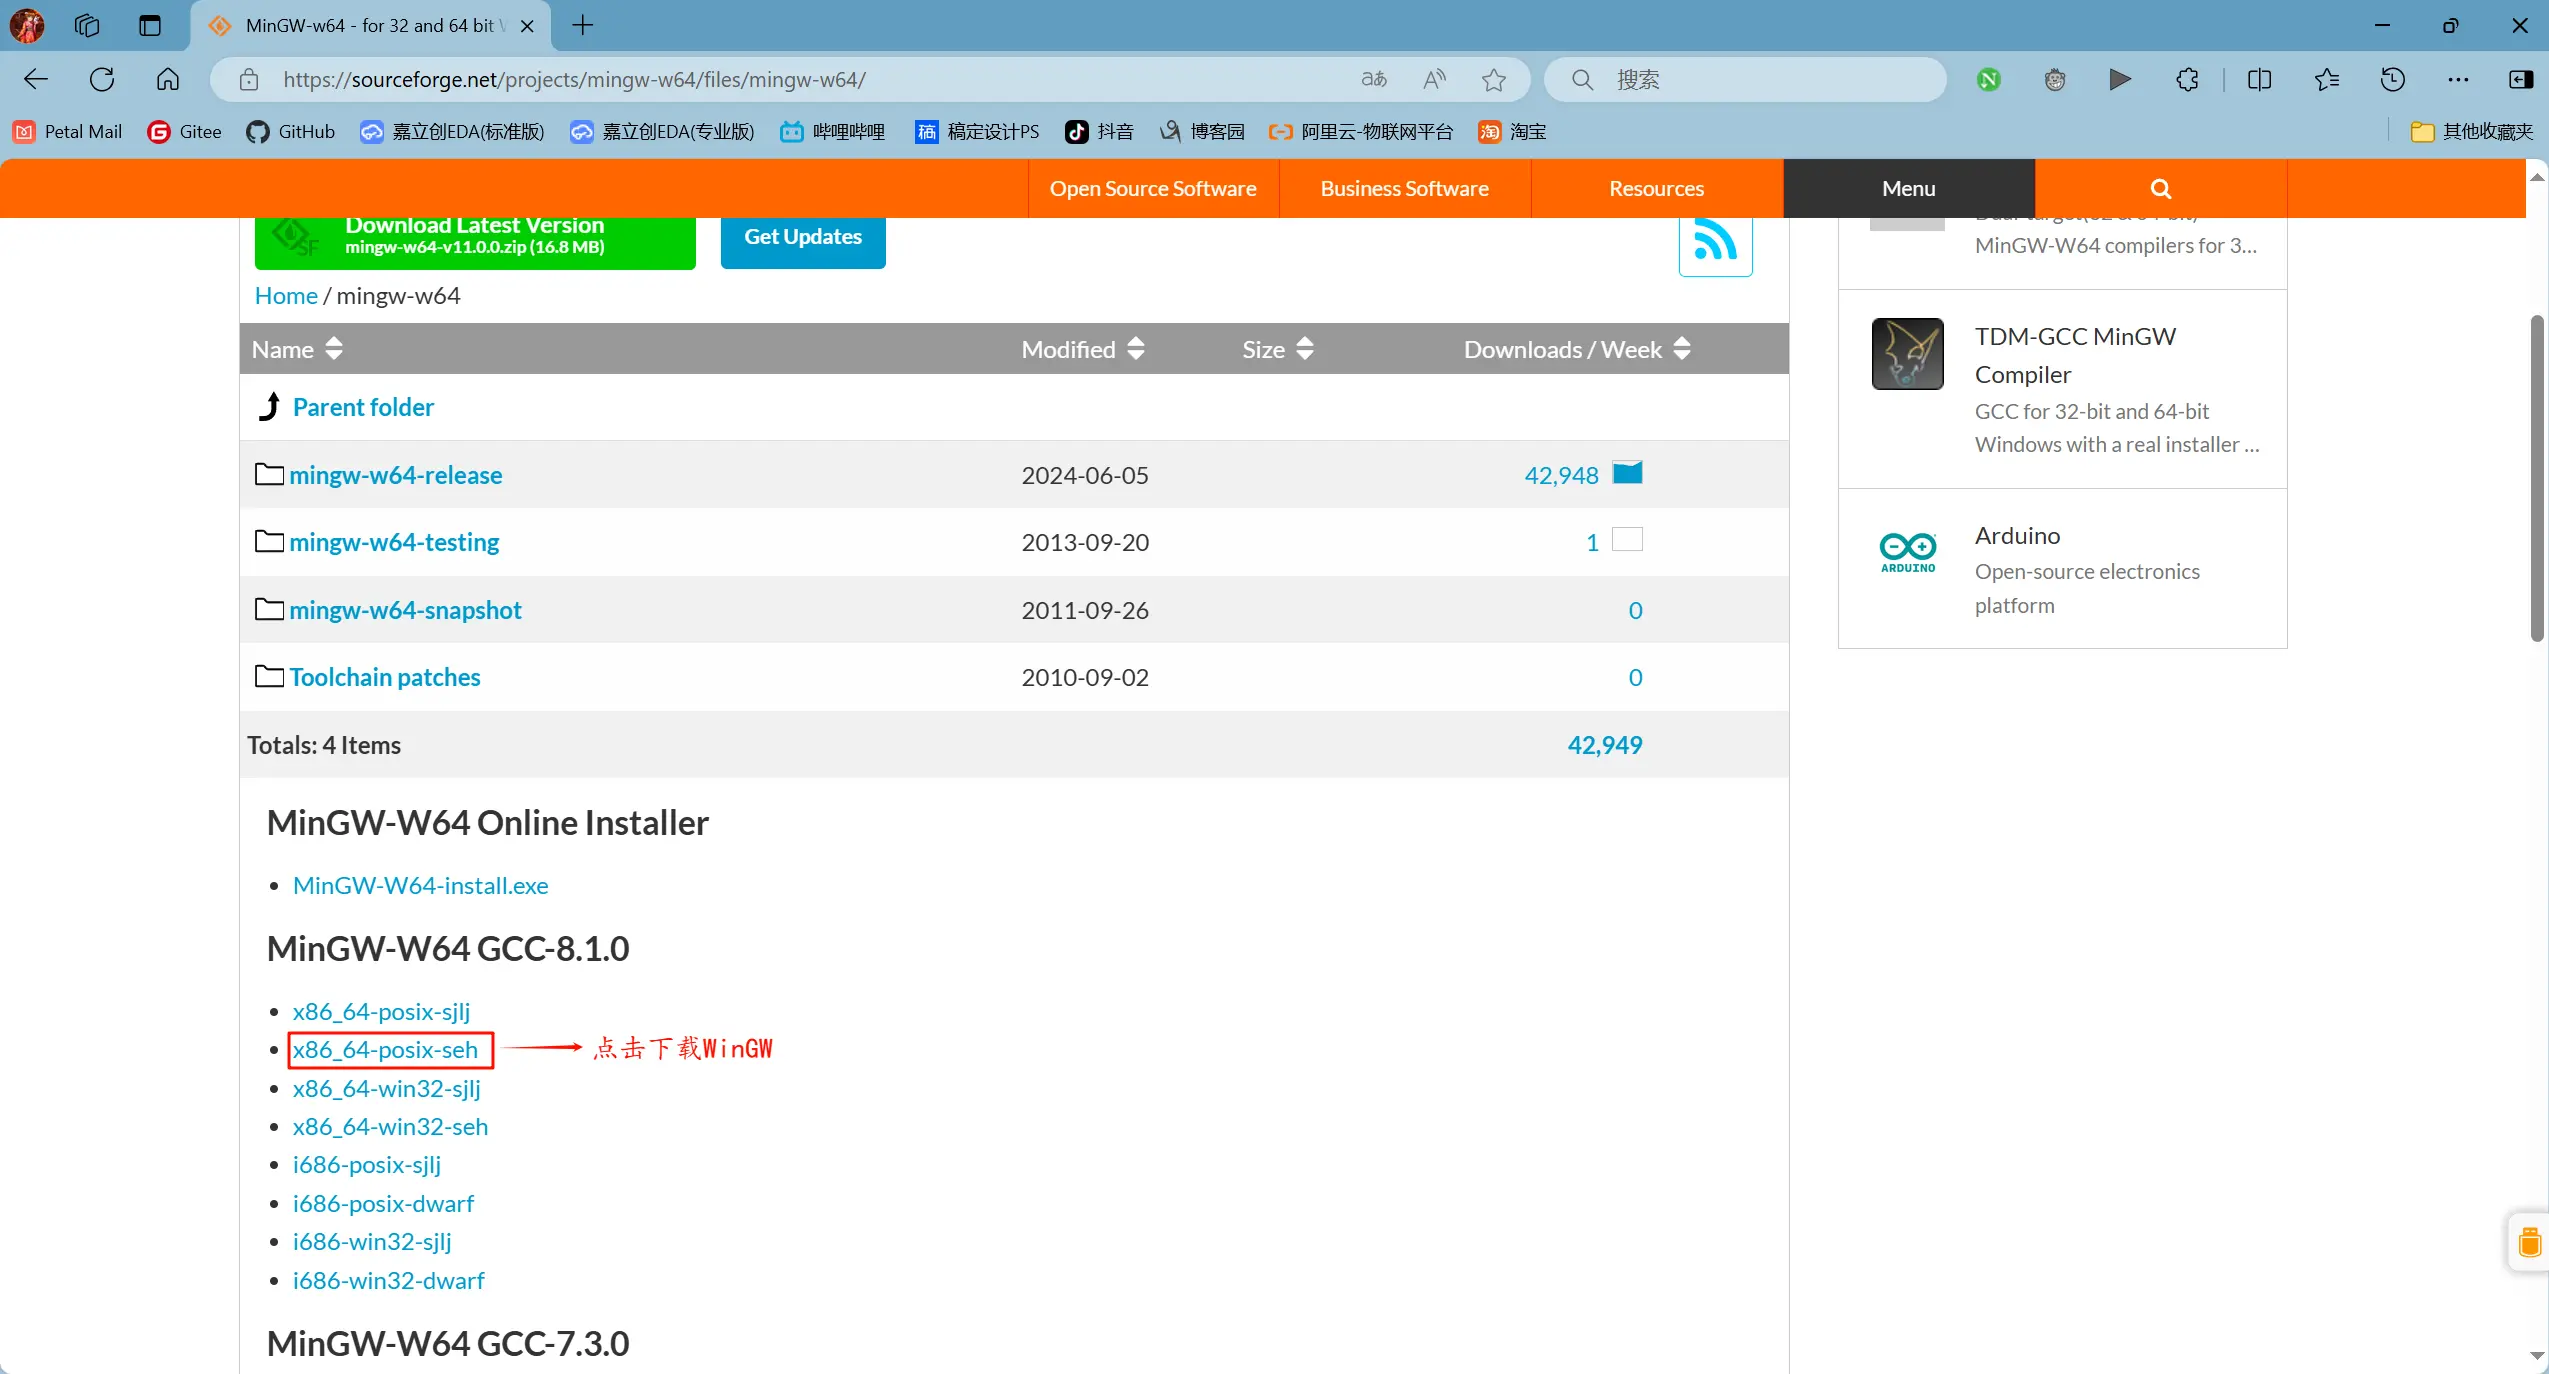 MinGW-w64 - for 32 and 64 bit
https://sourceforge.net/projects/mingw-w64/files/mingw-w64/
搜索
Petal Mail
Gitee
GitHub
嘉立创EDA(标准版)
嘉立创EDA(专业版)
哔哩哔哩
稿定设计PS
抖音
博客园
阿里云-物联网平台
淘宝
其他收藏夹
Open Source Software
Business Software
Resources
Menu
Download Latest Version
mingw-w64-v11.0.0.zip (16.8 MB)
Get Updates
MinGW-W64 compilers for 3...
Home / mingw-w64
Name Modified Size Downloads / Week
Parent folder
mingw-w64-release 2024-06-05 42,948
mingw-w64-testing 2013-09-20 1
mingw-w64-snapshot 2011-09-26 0
Toolchain patches 2010-09-02 0
Totals: 4 Items 42,949
TDM-GCC MinGW
Compiler
GCC for 32-bit and 64-bit
Windows with a real installer ...
ARDUINO
Arduino
Open-source electronics
platform
MinGW-W64 Online Installer
MinGW-W64-install.exe
MinGW-W64 GCC-8.1.0
x86_64-posix-sjlj
x86_64-posix-seh 点击下载WinGW
x86_64-win32-sjlj
x86_64-win32-seh
i686-posix-sjlj
i686-posix-dwarf
i686-win32-sjlj
i686-win32-dwarf
MinGW-W64 GCC-7.3.0